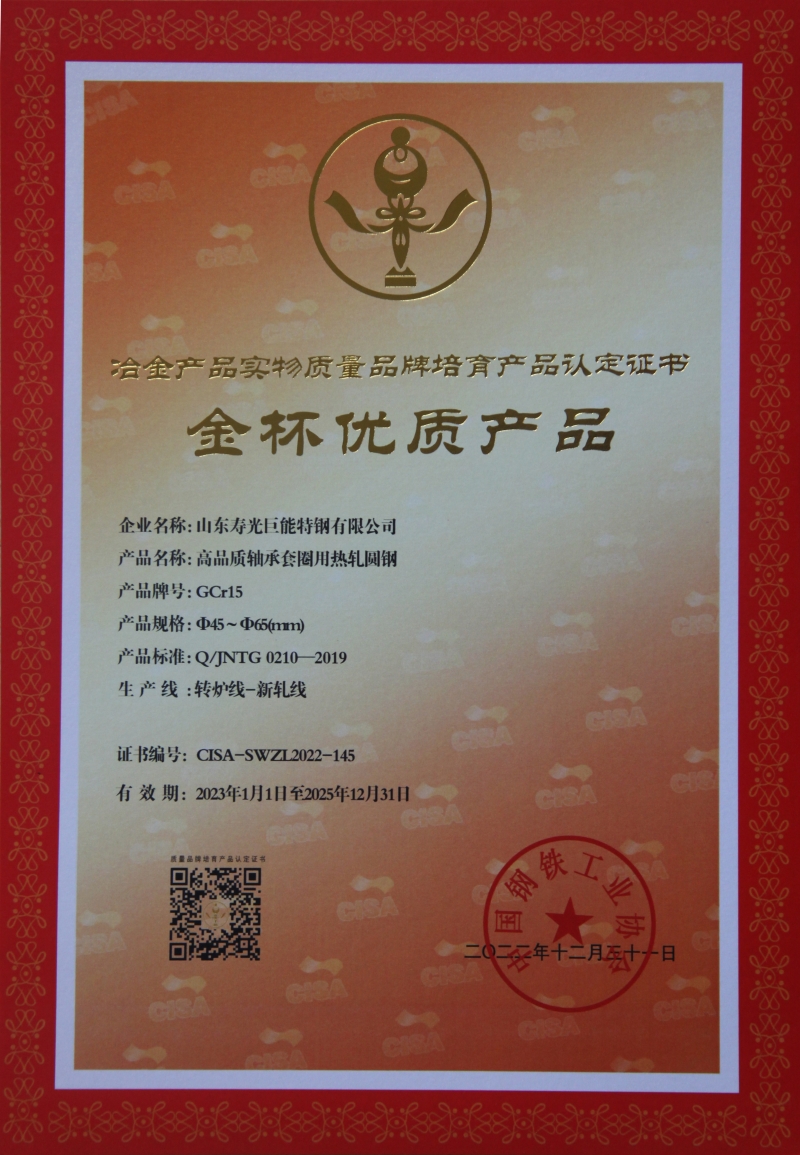 冶金产品实物质量品牌培育产品认定证书
金杯优质产品
企业名称: 山东寿光巨能特钢有限公司
产品名称: 高品质轴承套圈用热轧圆钢
产品牌号: GCr15
产品规格: Φ45～Φ65(mm)
产品标准: Q/JNTG 0210—2019
生 产 线 : 转炉线-新轧线
证书编号: CISA-SWZL2022-145
有 效 期: 2023年1月1日至2025年12月31日
质量品牌培育产品认定证书
中国钢铁工业协会
二〇二二年十二月三十一日
CISA